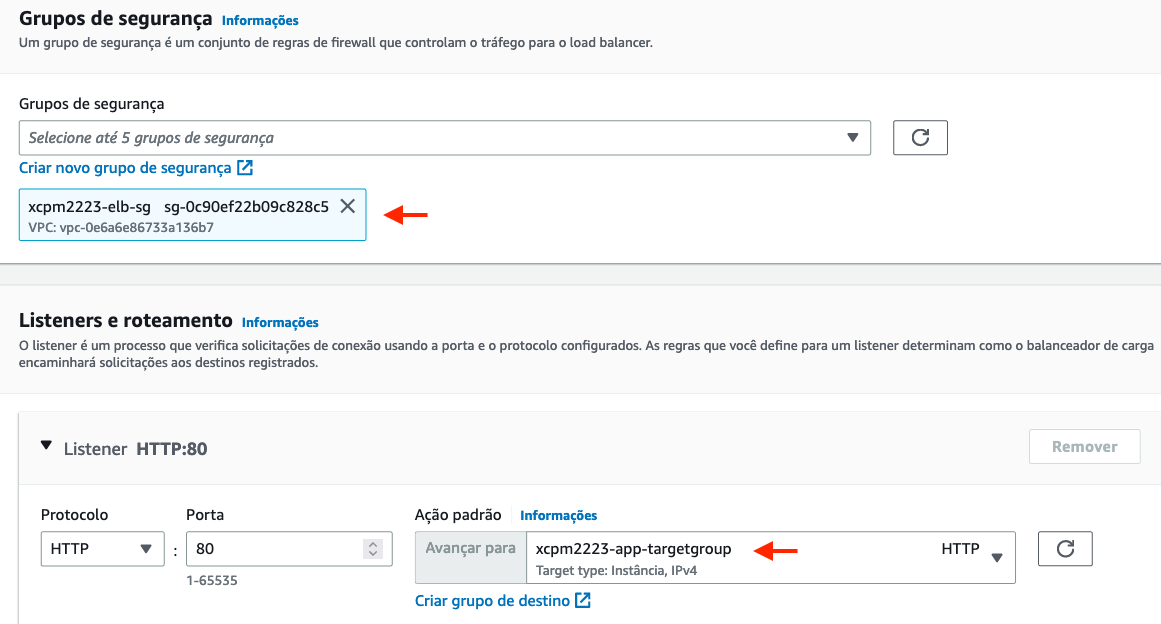 Grupos de segurança Informações
Um grupo de segurança é um conjunto de regras de firewall que controlam o tráfego para o load balancer.
Grupos de segurança
Selecione até 5 grupos de segurança
Criar novo grupo de segurança
xcpm2223-elb-sg sg-0c90ef22b09c828c5
VPC: vpc-0e6a6e86733a136b7
Listeners e roteamento Informações
O listener é um processo que verifica solicitações de conexão usando a porta e o protocolo configurados. As regras que você define para um listener determinam como o balanceador de carga
encaminhará solicitações aos destinos registrados.
Listener HTTP:80
Remover
Protocolo Porta Ação padrão Informações
HTTP : 80 Avançar para xcpm2223-app-targetgroup HTTP
Target type: Instância, IPv4
1-65535
Criar grupo de destino